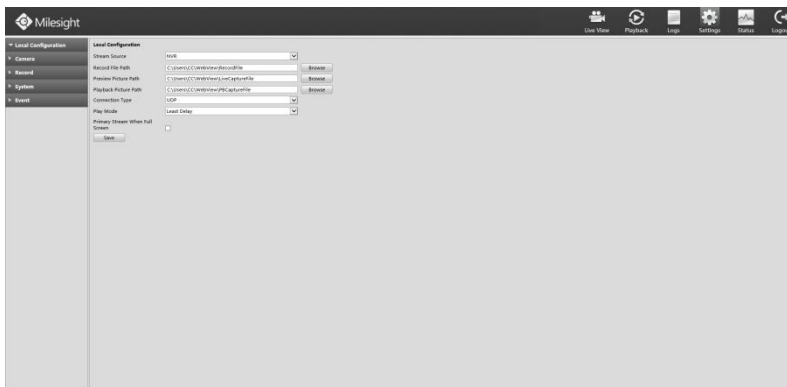 Milesight
Live View
Playback
Logs
Settings
Status
Logou
Local Configuration
Camera
Record
System
Event
Local Configuration
Stream Source NVR
Record File Path C:\Users\CC\WebView\RecordFile Browse
Preview Picture Path C:\Users\CC\WebView\LiveCaptureFile Browse
Playback Picture Path C:\Users\CC\WebView\PBCaptureFile Browse
Connection Type UDP
Play Mode Least Delay
Primary Stream When Full
Screen
Save